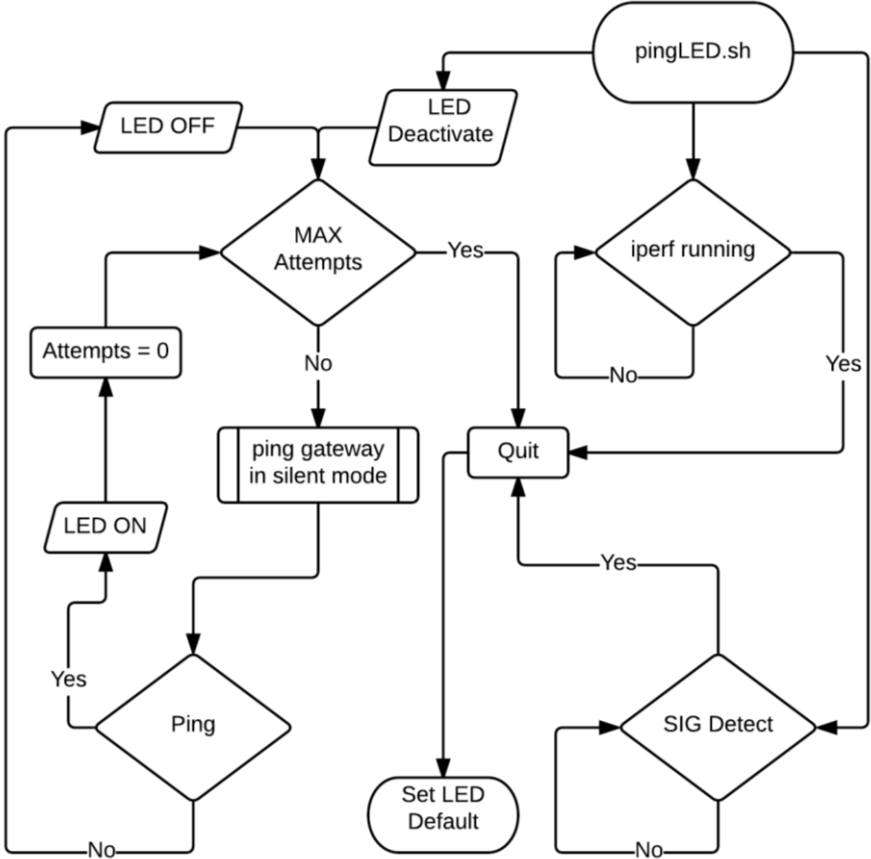 pingLED.sh
LED
Deactivate
LED OFF
MAX
Attempts
Yes
iperf running
Attempts = 0
No
No
Yes
ping gateway
in silent mode
Quit
LED ON
Yes
Yes
Ping
SIG Detect
Set LED
Default
No
No